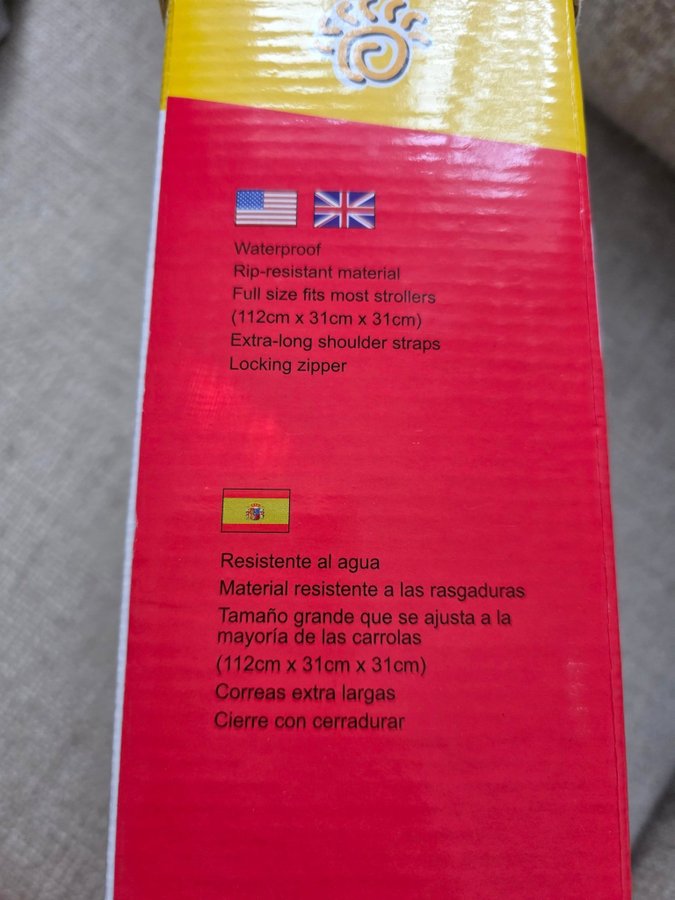 Waterproof
Rip-resistant material
Full size fits most strollers
(112cm x 31cm x 31cm)
Extra-long shoulder straps
Locking zipper
Resistente al agua
Material resistente a las rasgaduras
Tamaño grande que se ajusta a la
mayoría de las carrolas
(112cm x 31cm x 31cm)
Correas extra largas
Cierre con cerradurar